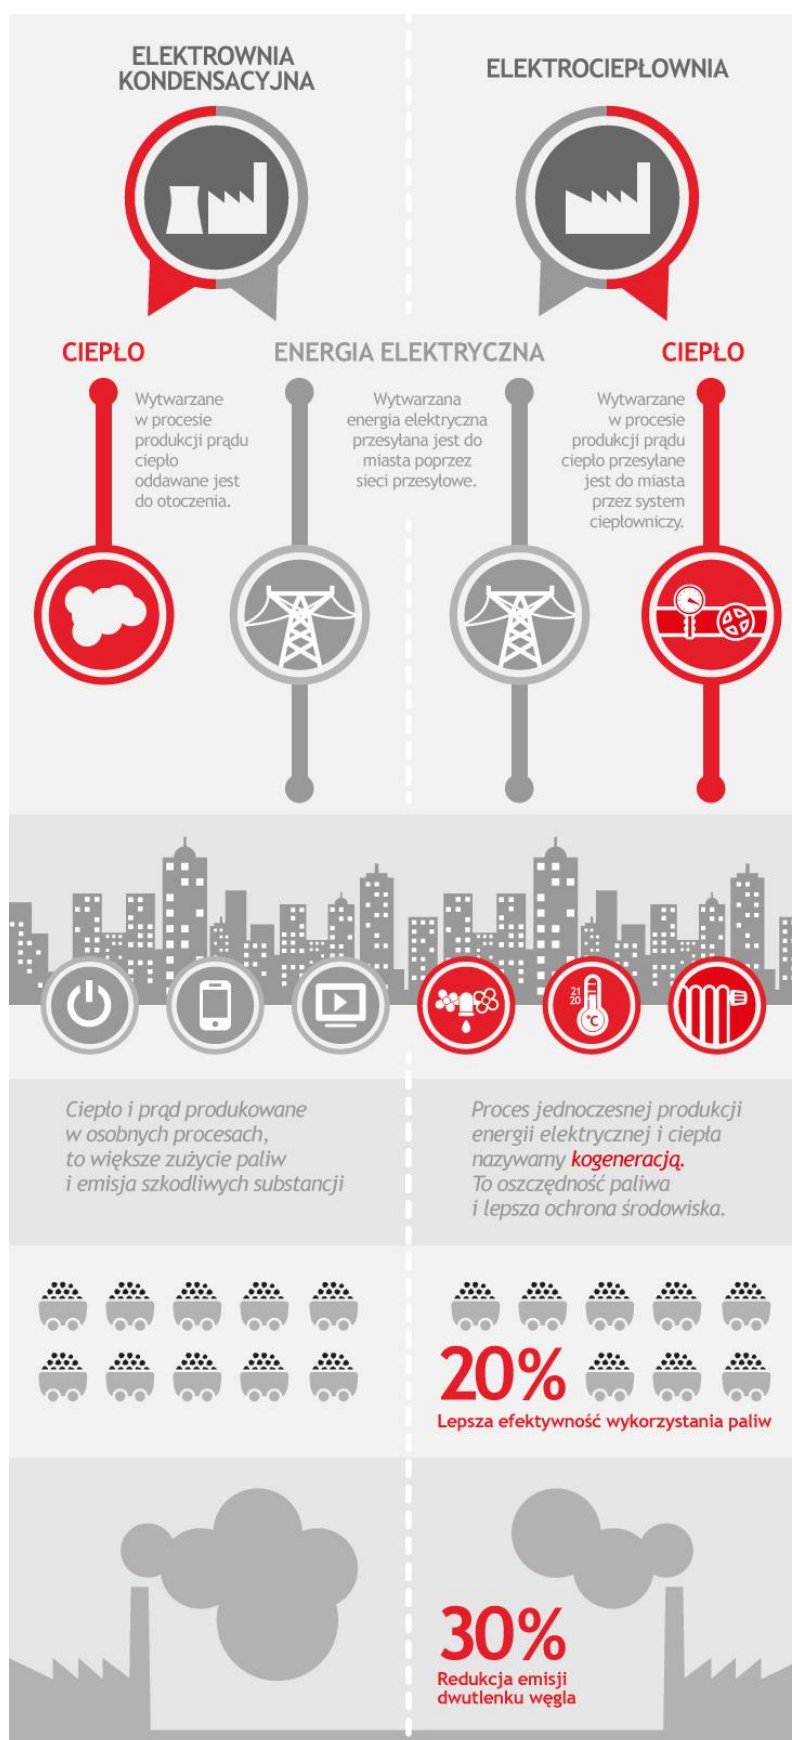 ELEKTROWNIA
KONDENSACYJNA
ELEKTROCIEPŁOWNIA
CIEPŁO
ENERGIA ELEKTRYCZNA
CIEPŁO
Wytwarzane
w procesie
produkcji prądu
ciepło
oddawane jest
do otoczenia.
Wytwarzana
energia elektryczna
przesyłana jest do
miasta poprzez
sieci przesyłowe.
Wytwarzane
w procesie
produkcji prądu
ciepło przesyłane
jest do miasta
przez system
ciepłowniczy.
21
20
°C
Ciepło i prąd produkowane
w osobnych procesach,
to większe zużycie paliw
i emisja szkodliwych substancji
Proces jednoczesnej produkcji
energii elektrycznej i ciepła
nazywamy kogeneracją.
To oszczędność paliwa
i lepsza ochrona środowiska.
20%
Lepsza efektywność wykorzystania paliw
30%
Redukcja emisji
dwutlenku węgla